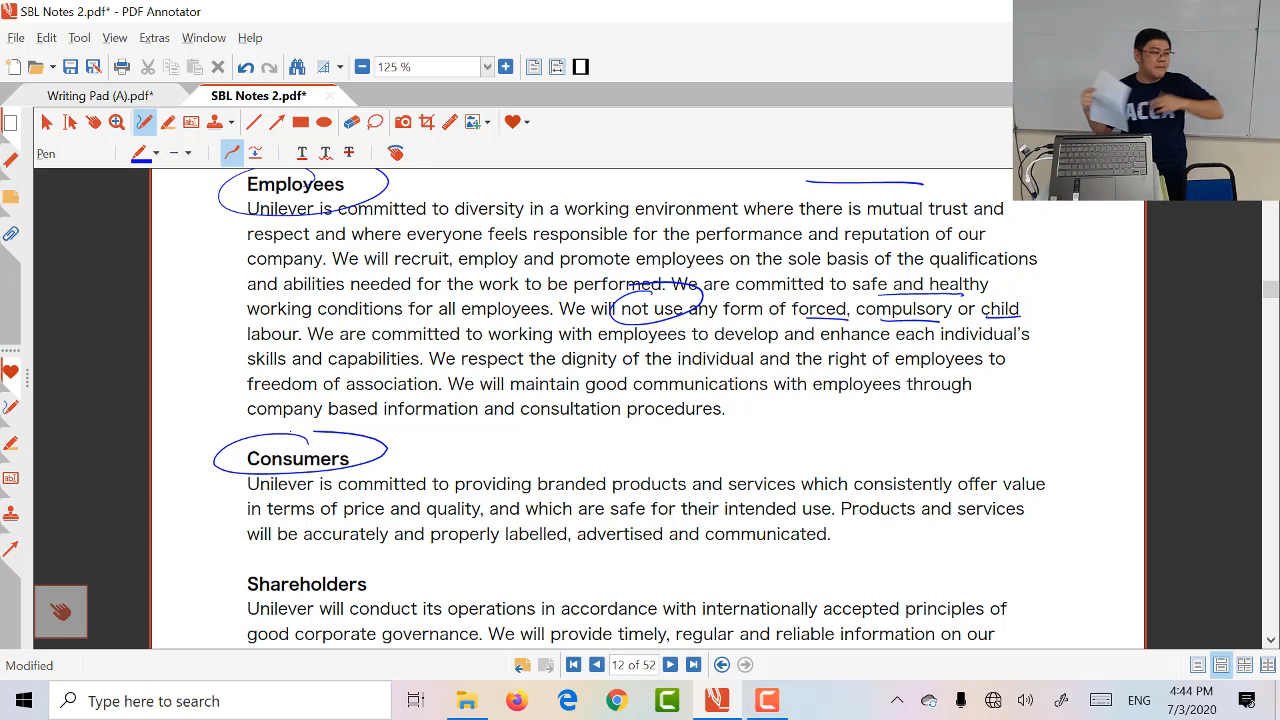 SBL Notes 2.pdf* - PDF Annotator
File Edit Tool View Extras Window Help
125 %
Writing Pad (A).pdf* SBL Notes 2.pdf*
Pen
ACCA
Employees
Unilever is committed to diversity in a working environment where there is mutual trust and
respect and where everyone feels responsible for the performance and reputation of our
company. We will recruit, employ and promote employees on the sole basis of the qualifications
and abilities needed for the work to be performed. We are committed to safe and healthy
working conditions for all employees. We will not use any form of forced, compulsory or child
labour. We are committed to working with employees to develop and enhance each individual's
skills and capabilities. We respect the dignity of the individual and the right of employees to
freedom of association. We will maintain good communications with employees through
company based information and consultation procedures.
Consumers
Unilever is committed to providing branded products and services which consistently offer value
in terms of price and quality, and which are safe for their intended use. Products and services
will be accurately and properly labelled, advertised and communicated.
Shareholders
Unilever will conduct its operations in accordance with internationally accepted principles of
good corporate governance. We will provide timely, regular and reliable information on our
Modified
12 of 52
Type here to search
ENG
4:44 PM
7/3/2020